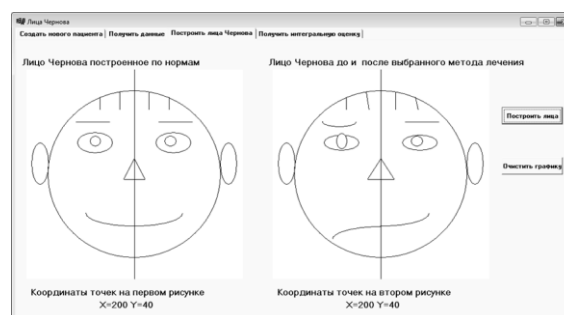 Лица Чернова
Создать нового пациента Получить данные Построить лица Чернова Получить интегральную оценку
Лицо Чернова построенное по нормам
Лицо Чернова до и после выбранного метода лечения
Построить лица
Очистить графику
Координаты точек на первом рисунке
X=200 Y=40
Координаты точек на втором рисунке
X=200 Y=40